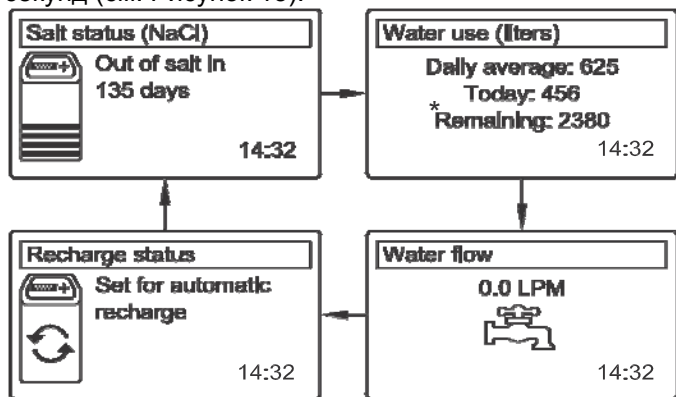 Salt status (NaCl)
Out of salt in
135 days
14:32
Water use (liters)
Daily average: 625
Today: 456
*Remaining: 2380
14:32
Recharge status
Set for automatic
recharge
14:32
Water flow
0.0 LPM
14:32